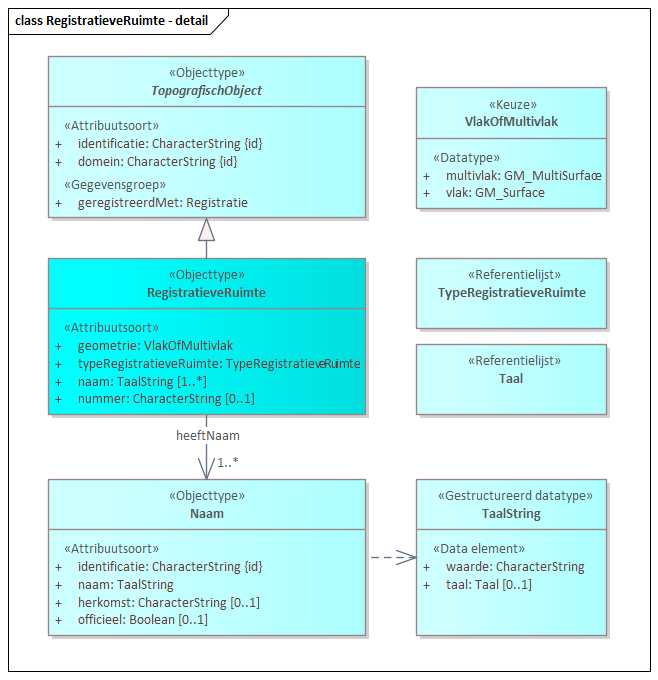 class RegistratieveRuimte - detail
«Objecttype»
TopografischObject
«Attribuutsoort»
+ identificatie: CharacterString {id}
+ domein: CharacterString {id}
«Gegevensgroep»
+ geregistreerdMet: Registratie
«Keuze»
VlakOfMultivlak
«Datatype»
+ multivlak: GM_MultiSurface
+ vlak: GM_Surface
«Objecttype»
RegistratieveRuimte
«Attribuutsoort»
+ geometrie: VlakOfMultivlak
+ typeRegistratieveRuimte: TypeRegistratieveRuimte
+ naam: TaalString [1..*]
+ nummer: CharacterString [0..1]
«Referentielijst»
TypeRegistratieveRuimte
«Referentielijst»
Taal
heeftNaam
1..*
«Objecttype»
Naam
«Attribuutsoort»
+ identificatie: CharacterString {id}
+ naam: TaalString
+ herkomst: CharacterString [0..1]
+ officieel: Boolean [0..1]
«Gestructureerd datatype»
TaalString
«Data element»
+ waarde: CharacterString
+ taal: Taal [0..1]